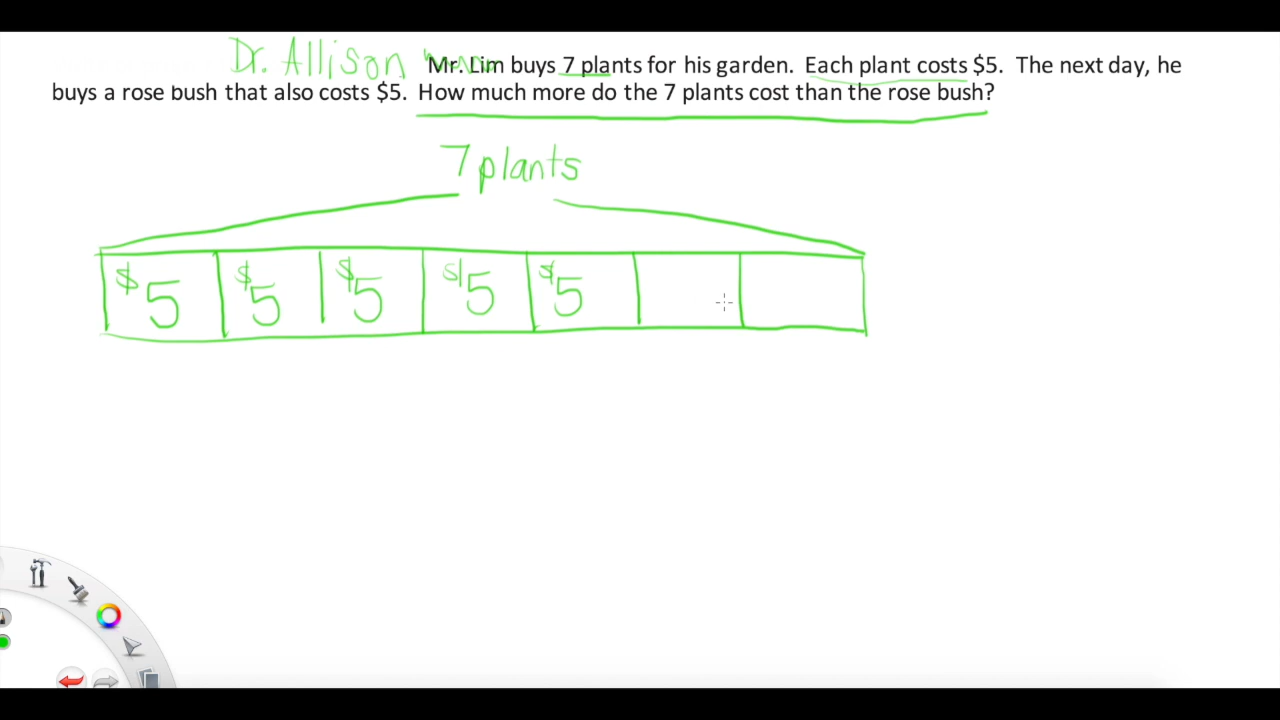 Dr. Allison Mr. Lim buys 7 plants for his garden. Each plant costs $5. The next day, he
buys a rose bush that also costs $5. How much more do the 7 plants cost than the rose bush?
7 plants
$5 $5 $5 $5 $5